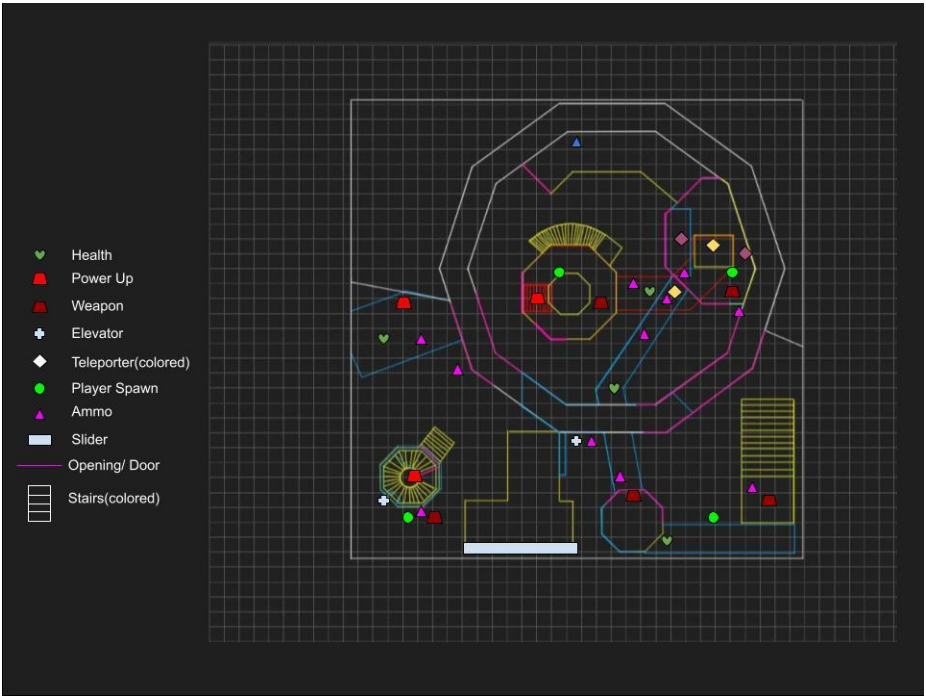 Health
Power Up
Weapon
Elevator
Teleporter(colored)
Player Spawn
Ammo
Slider
Opening/ Door
Stairs(colored)